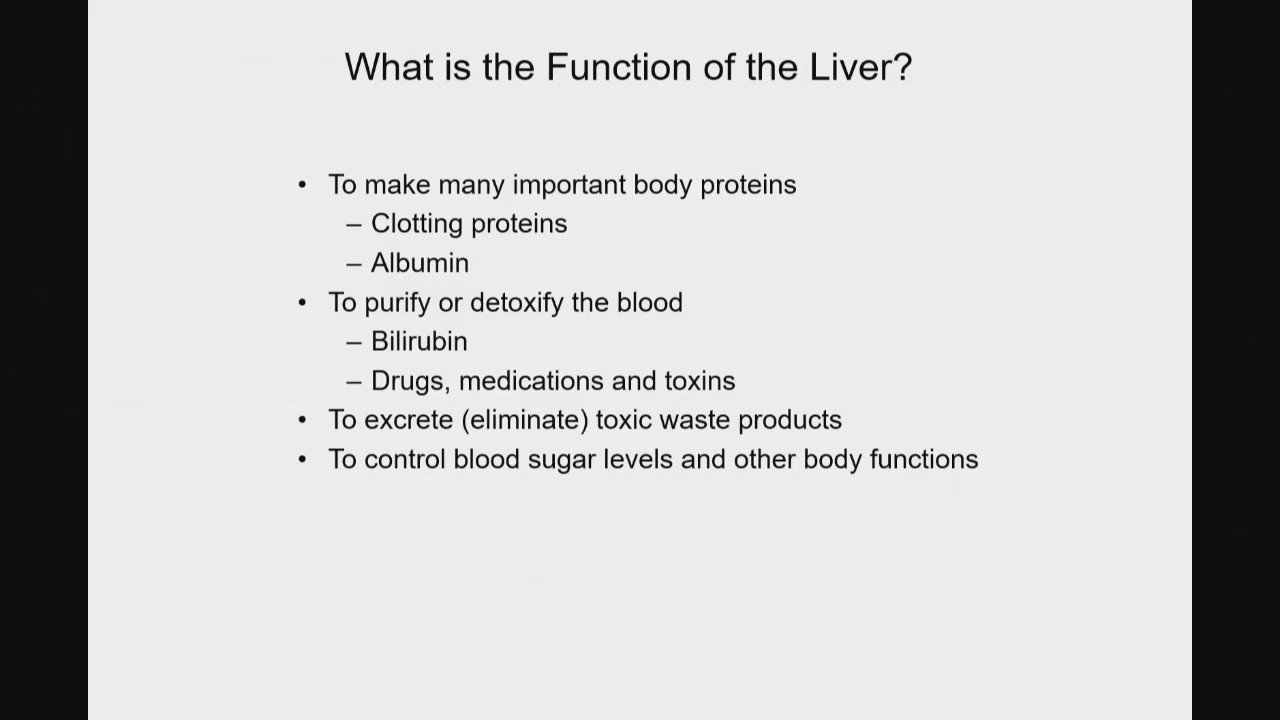 What is the Function of the Liver?
• To make many important body proteins
– Clotting proteins
– Albumin
• To purify or detoxify the blood
– Bilirubin
– Drugs, medications and toxins
• To excrete (eliminate) toxic waste products
• To control blood sugar levels and other body functions